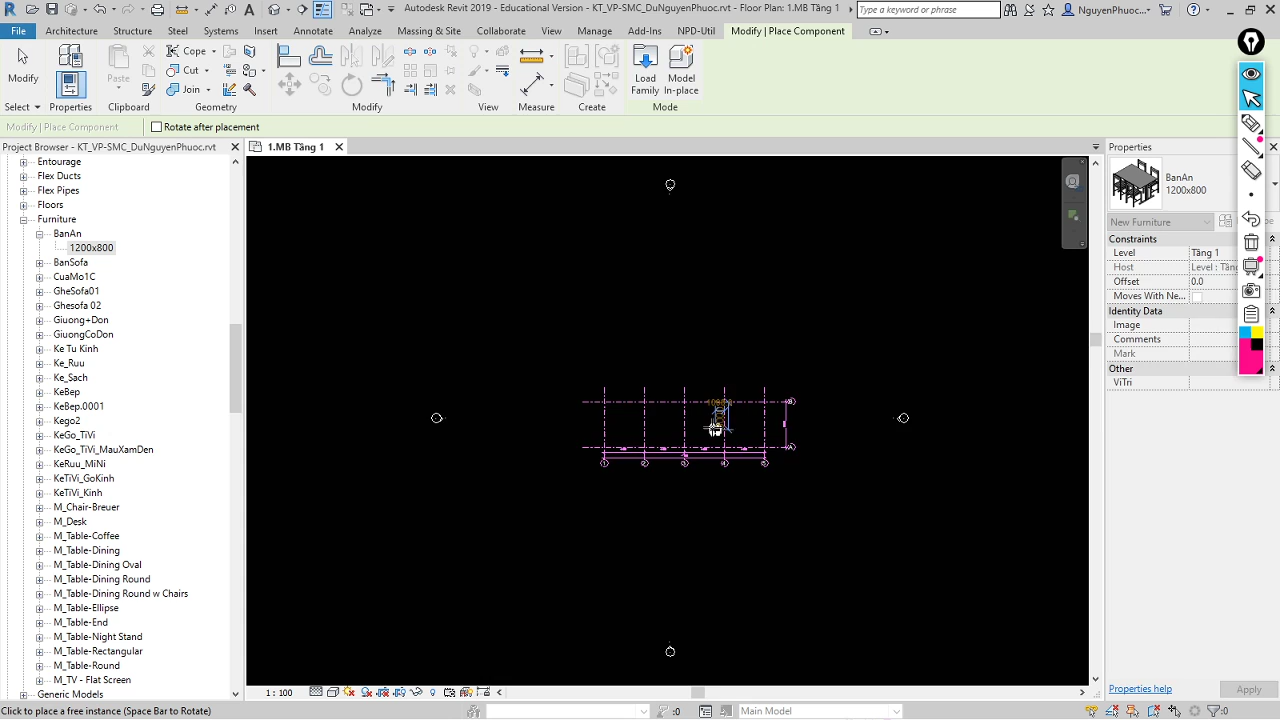 Autodesk Revit 2019 - Educational Version - KT_VP-SMC_DuNguyenPhuoc.rvt - Floor Plan: 1.MB Tầng 1
Type a keyword or phrase
NguyenPhuoc...
File Architecture Structure Steel Systems Insert Annotate Analyze Massing & Site Collaborate View Manage Add-Ins NPD-Util Modify | Place Component
Modify
Paste
Cope
Cut
Join
Load Family
Model In-place
Select Properties Clipboard Geometry Modify View Measure Create Mode
Modify | Place Component
Rotate after placement
Project Browser - KT_VP-SMC_DuNguyenPhuoc.rvt
1.MB Tầng 1
Properties
Entourage
Flex Ducts
Flex Pipes
Floors
Furniture
BanAn
1200x800
BanSofa
CuaMo1C
GheSofa01
Ghesofa 02
Giuong+Don
GiuongCoDon
Ke Tu Kinh
Ke_Ruu
Ke_Sach
KeBep
KeBep.0001
Kego2
KeGo_TiVi
KeGo_TiVi_MauXamDen
KeRuu_MiNi
KeTiVi_GoKinh
KeTiVi_Kinh
M_Chair-Breuer
M_Desk
M_Table-Coffee
M_Table-Dining
M_Table-Dining Oval
M_Table-Dining Round
M_Table-Dining Round w Chairs
M_Table-Ellipse
M_Table-End
M_Table-Night Stand
M_Table-Rectangular
M_Table-Round
M_TV - Flat Screen
Generic Models
1 2 3 4 5
BanAn
1200x800
New Furniture
Constraints
Level Tầng 1
Host Level : Tần
Offset 0.0
Moves With Ne...
Identity Data
Image
Comments
Mark
Other
ViTri
Properties help
Apply
1 : 100
Click to place a free instance (Space Bar to Rotate)
:0
Main Model
:0